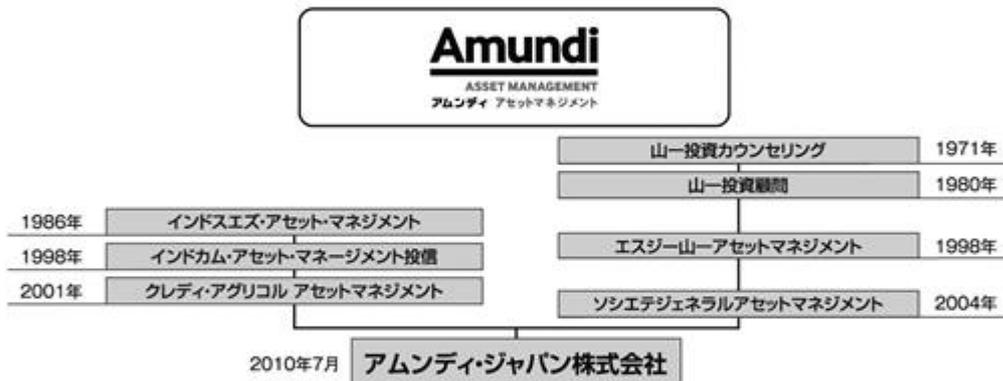 Amundi
ASSET MANAGEMENT
アムンディ アセットマネジメント
山一投資カウンセリング 1971年
山一投資顧問 1980年
1986年 インドスエズ・アセット・マネジメント
1998年 インドカム・アセット・マネージメント投信
エスジー山一アセットマネジメント 1998年
2001年 クレディ・アグリコル アセットマネジメント
ソシエテジェネラルアセットマネジメント 2004年
2010年7月 アムンディ・ジャパン株式会社